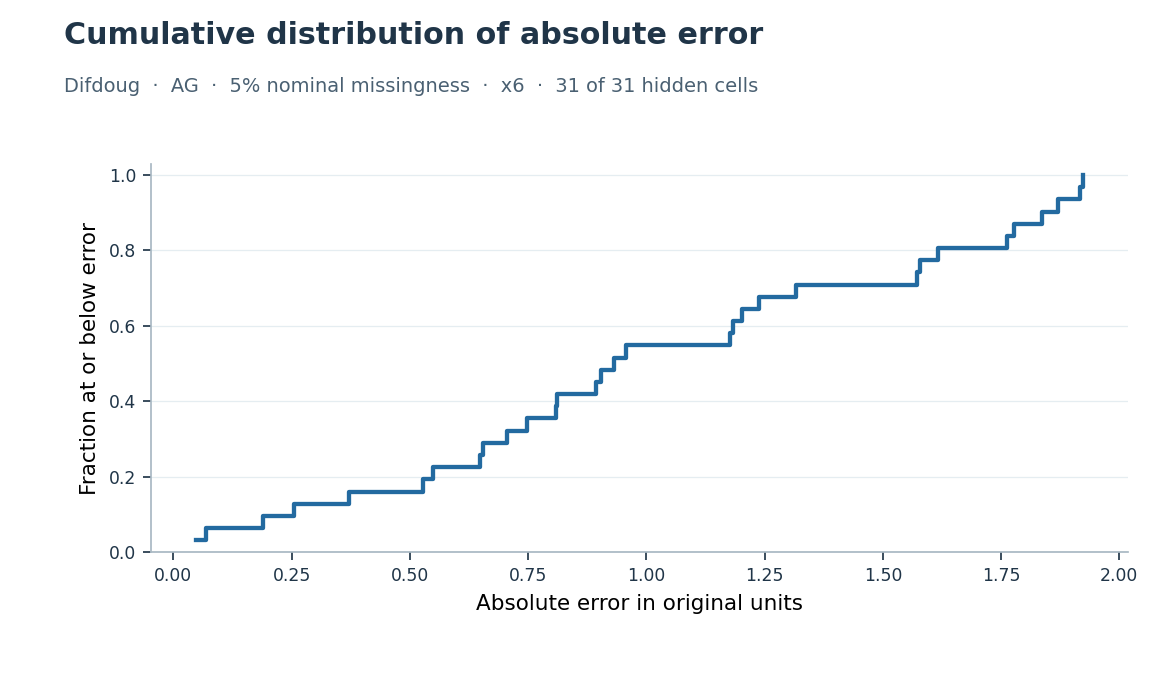 Cumulative distribution of absolute error
Difdoug · AG · 5% nominal missingness · x6 · 31 of 31 hidden cells
Fraction at or below error
1.0
0.8
0.6
0.4
0.2
0.0
0.00 0.25 0.50 0.75 1.00 1.25 1.50 1.75 2.00
Absolute error in original units